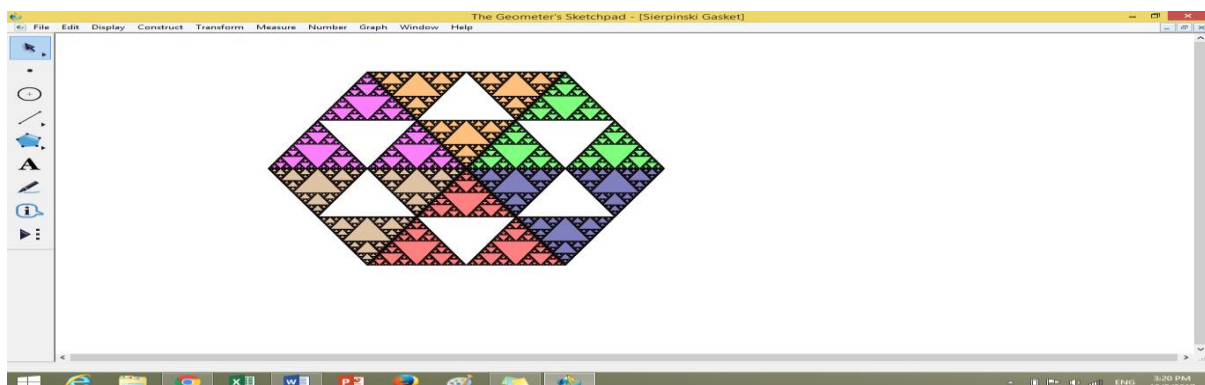 The Geometer's Sketchpad - [Sierpinski Gasket]
File Edit Display Construct Transform Measure Number Graph Window Help
A
ENG 3:20 PM